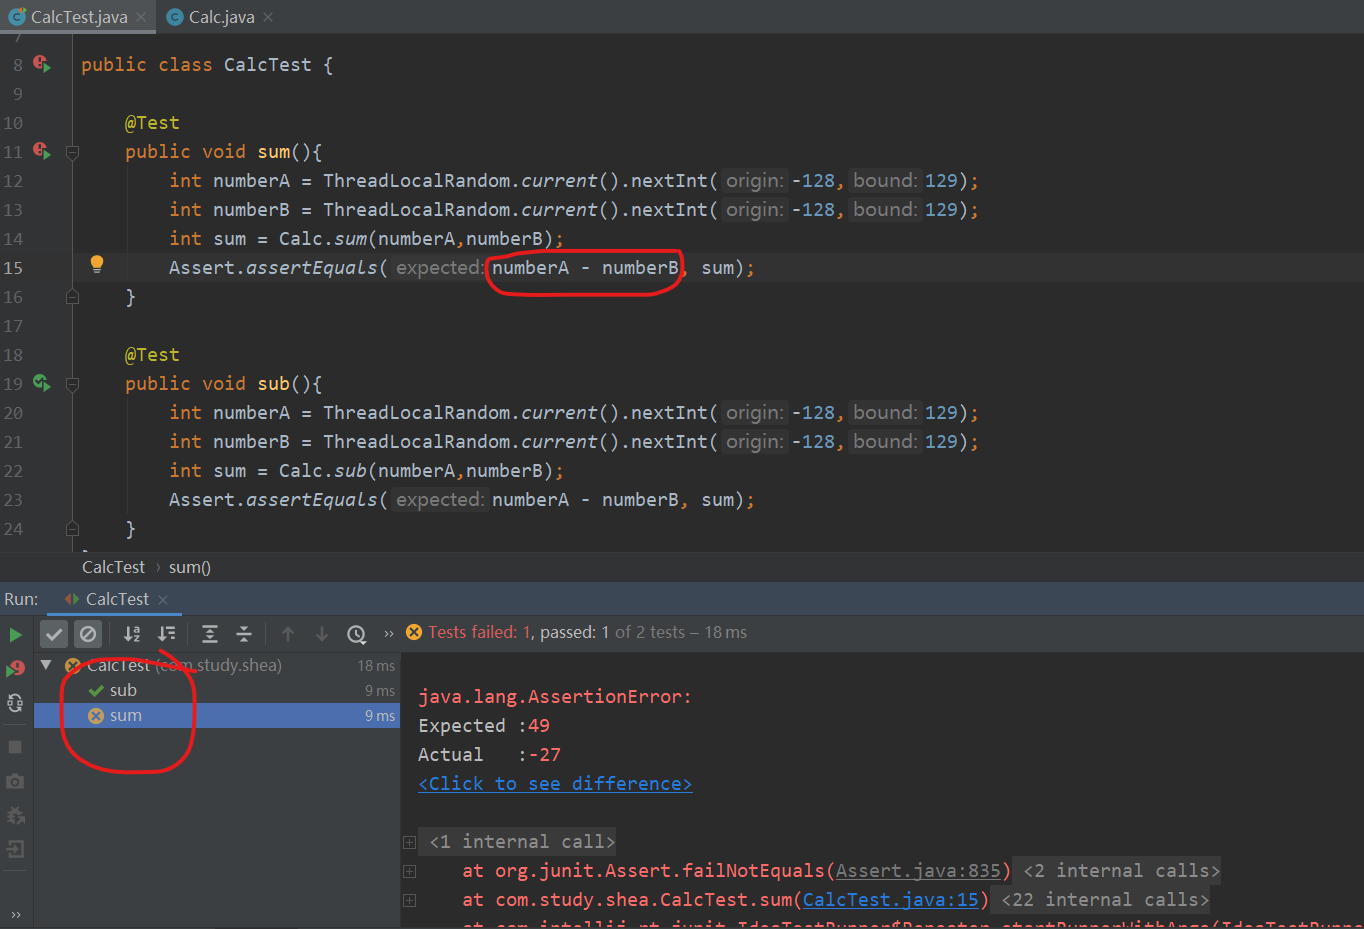 CalcTest.java Calc.java
7
8 public class CalcTest {
9
10 @Test
11 public void sum(){
12 int numberA = ThreadLocalRandom.current().nextInt( origin: -128, bound: 129);
13 int numberB = ThreadLocalRandom.current().nextInt( origin: -128, bound: 129);
14 int sum = Calc.sum(numberA,numberB);
15 Assert.assertEquals( expected: numberA - numberB, sum);
16 }
17
18 @Test
19 public void sub(){
20 int numberA = ThreadLocalRandom.current().nextInt( origin: -128, bound: 129);
21 int numberB = ThreadLocalRandom.current().nextInt( origin: -128, bound: 129);
22 int sum = Calc.sub(numberA,numberB);
23 Assert.assertEquals( expected: numberA - numberB, sum);
24 }
CalcTest › sum()
Run: CalcTest
» Tests failed: 1, passed: 1 of 2 tests – 18 ms
CalcTest (com.study.shea) 18 ms
sub 9 ms
sum 9 ms
java.lang.AssertionError:
Expected :49
Actual :-27
<Click to see difference>
<1 internal call>
at org.junit.Assert.failNotEquals(Assert.java:835) <2 internal calls>
at com.study.shea.CalcTest.sum(CalcTest.java:15) <22 internal calls>